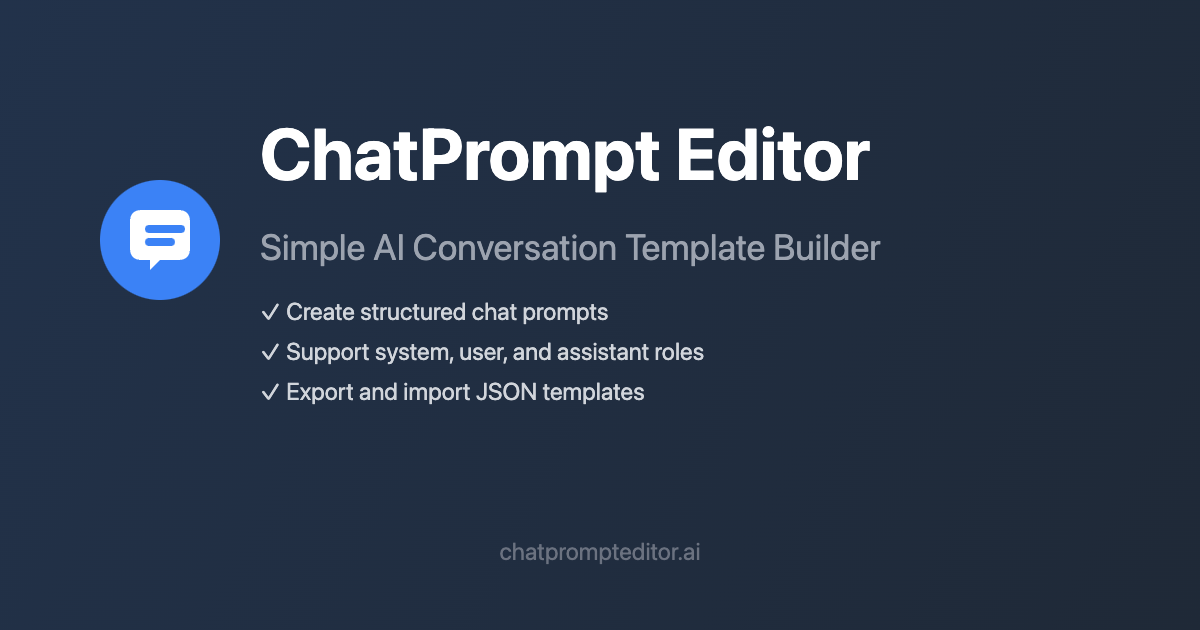 ChatPrompt Editor
Simple AI Conversation Template Builder
✓ Create structured chat prompts
✓ Support system, user, and assistant roles
✓ Export and import JSON templates
chatprompteditor.ai